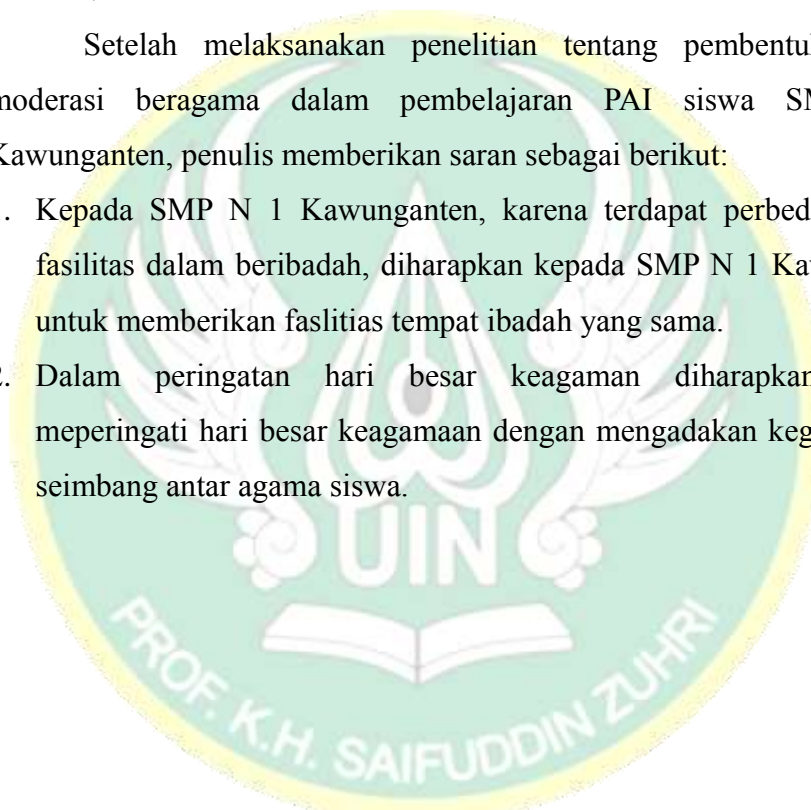 Setelah melaksanakan penelitian tentang pembentu
moderasi beragama dalam pembelajaran PAI siswa SM
Kawunganten, penulis memberikan saran sebagai berikut:
. Kepada SMP N 1 Kawunganten, karena terdapat perbed
fasilitas dalam beribadah, diharapkan kepada SMP N 1 Ka
untuk memberikan faslitias tempat ibadah yang sama.
2. Dalam peringatan hari besar keagaman diharapkan
meperingati hari besar keagamaan dengan mengadakan keg
seimbang antar agama siswa.
UIN
PROF. K.H. SAIFUDDIN ZUHRI